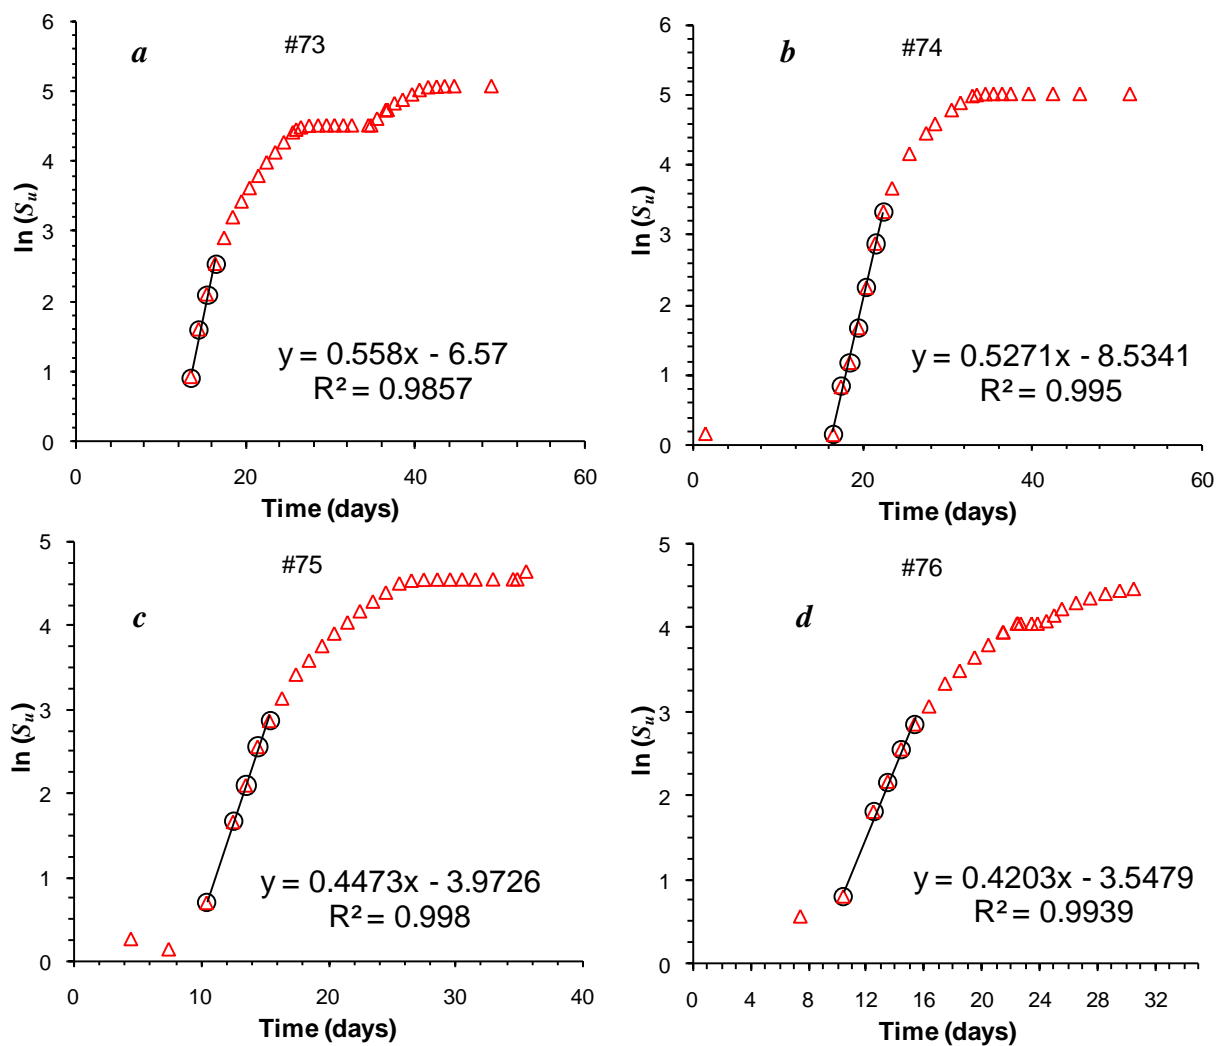 a
#73
6
5
4
3
2
1
0
ln (Su)
y = 0.558x - 6.57
R² = 0.9857
0 20 40 60
Time (days)
b
#74
6
5
4
3
2
1
0
ln (Su)
y = 0.5271x - 8.5341
R² = 0.995
0 20 40 60
Time (days)
c
#75
5
4
3
2
1
0
ln (Su)
y = 0.4473x - 3.9726
R² = 0.998
0 10 20 30 40
Time (days)
d
#76
5
4
3
2
1
0
ln (Su)
y = 0.4203x - 3.5479
R² = 0.9939
0 4 8 12 16 20 24 28 32
Time (days)